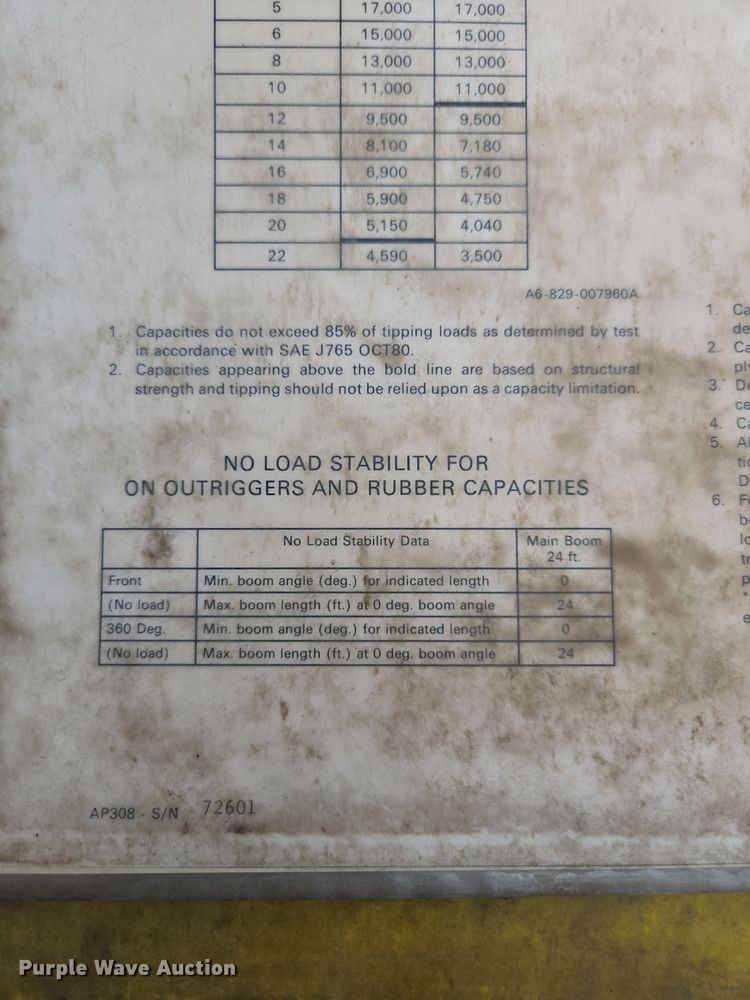 5 17,000 17,000
6 15,000 15,000
8 13,000 13,000
10 11,000 11,000
12 9,500 9,500
14 8,100 7,180
16 6,900 5,740
18 5,900 4,750
20 5,150 4,040
22 4,590 3,500
A6-829-007960A
1. Capacities do not exceed 85% of tipping loads as determined by test
in accordance with SAE J765 OCT80.
2. Capacities appearing above the bold line are based on structural
strength and tipping should not be relied upon as a capacity limitation.
NO LOAD STABILITY FOR
ON OUTRIGGERS AND RUBBER CAPACITIES
No Load Stability Data Main Boom
24 ft.
Front Min. boom angle (deg.) for indicated length 0
(No load) Max. boom length (ft.) at 0 deg. boom angle 24
360 Deg. Min. boom angle (deg.) for indicated length 0
(No load) Max. boom length (ft.) at 0 deg. boom angle 24
AP308 - S/N 72601
1.
2.
3.
4.
5.
6.
Purple Wave Auction